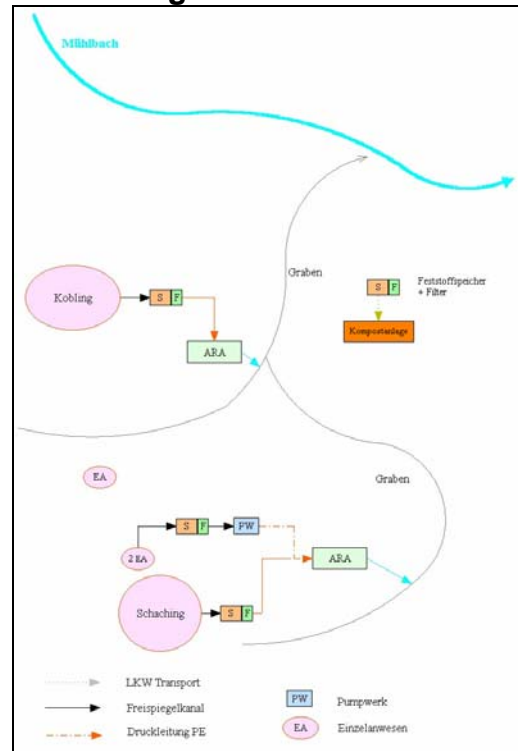 Mühlbach
Graben
Kobling
S F
S F
Feststoffspeicher
+ Filter
Kompostanlage
ARA
EA
Graben
S F
PW
2 EA
ARA
Schaching
S F
LKW Transport
Freispiegelkanal
Druckleitung PE
PW
Pumpwerk
EA
Einzelanwesen